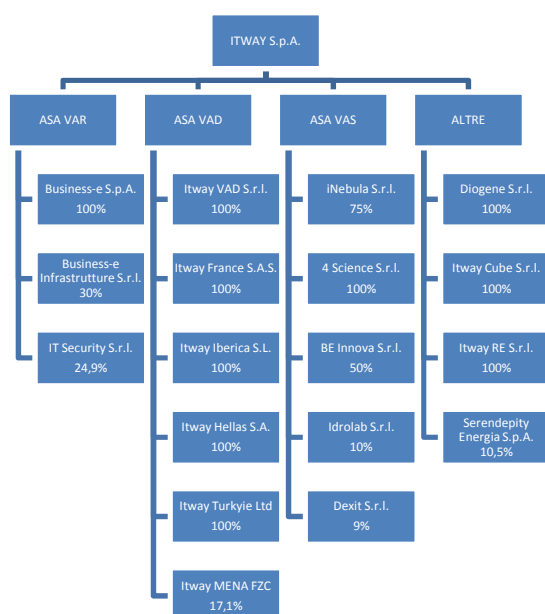 ITWAY S.p.A.
ASA VAR
ASA VAD
ASA VAS
ALTRE
Business-e S.p.A.
100%
Business-e
Infrastrutture S.r.l.
30%
IT Security S.r.l.
24,9%
Itway VAD S.r.l.
100%
Itway France S.A.S.
100%
Itway Iberica S.L.
100%
Itway Hellas S.A.
100%
Itway Turkyie Ltd
100%
Itway MENA FZC
17,1%
iNebula S.r.l.
75%
4 Science S.r.l.
100%
BE Innova S.r.l.
50%
Idrolab S.r.l.
10%
Dexit S.r.l.
9%
Diogene S.r.l.
100%
Itway Cube S.r.l.
100%
Itway RE S.r.l.
100%
Serendepity
Energia S.p.A.
10,5%